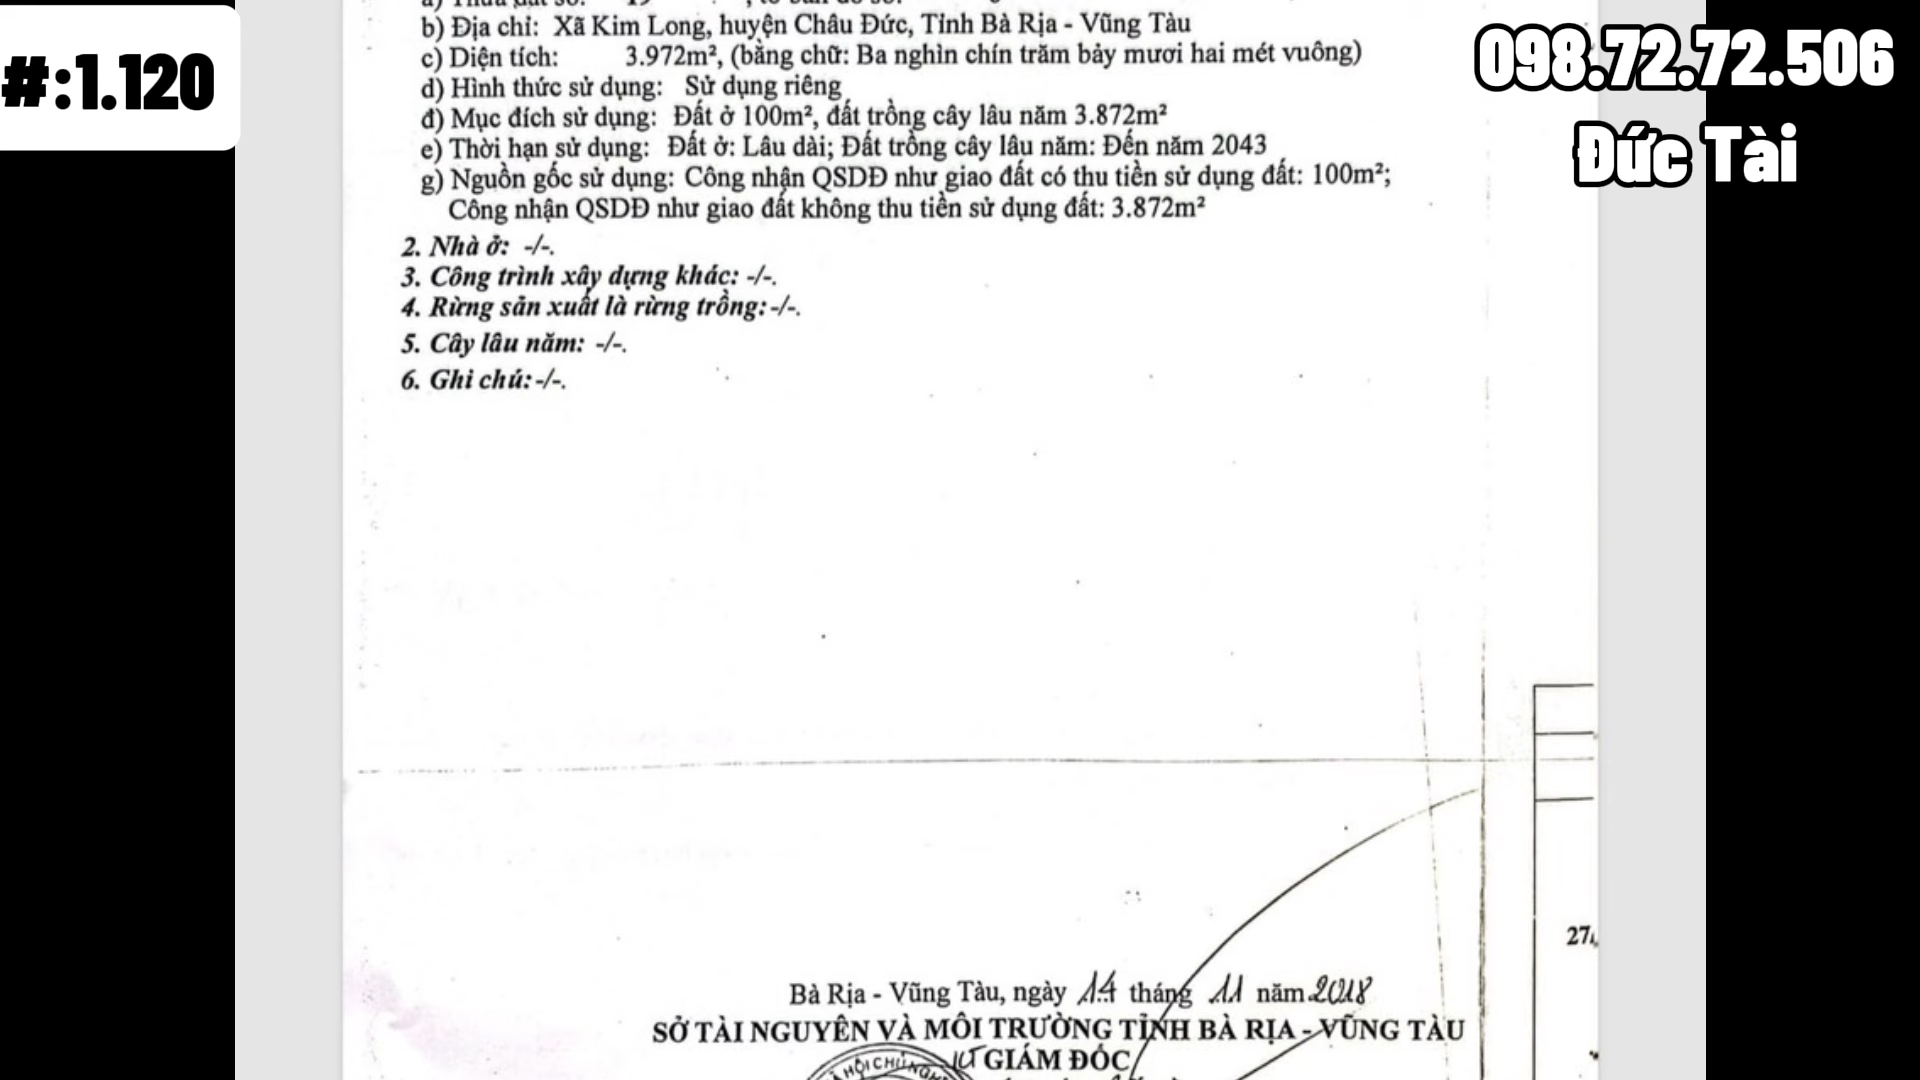 #:1.120
098.72.72.506
Đức Tài
b) Địa chỉ: Xã Kim Long, huyện Châu Đức, Tỉnh Bà Rịa - Vũng Tàu
c) Diện tích: 3.972m², (bằng chữ: Ba nghìn chín trăm bảy mươi hai mét vuông)
d) Hình thức sử dụng: Sử dụng riêng
đ) Mục đích sử dụng: Đất ở 100m², đất trồng cây lâu năm 3.872m²
e) Thời hạn sử dụng: Đất ở: Lâu dài; Đất trồng cây lâu năm: Đến năm 2043
g) Nguồn gốc sử dụng: Công nhận QSDĐ như giao đất có thu tiền sử dụng đất: 100m²;
Công nhận QSDĐ như giao đất không thu tiền sử dụng đất: 3.872m²
2. Nhà ở: -/-.
3. Công trình xây dựng khác: -/-.
4. Rừng sản xuất là rừng trồng:-/-.
5. Cây lâu năm: -/-.
6. Ghi chú:-/-.
Bà Rịa - Vũng Tàu, ngày 14 tháng 11 năm 2018
SỞ TÀI NGUYÊN VÀ MÔI TRƯỜNG TỈNH BÀ RỊA - VŨNG TÀU
GIÁM ĐỐC